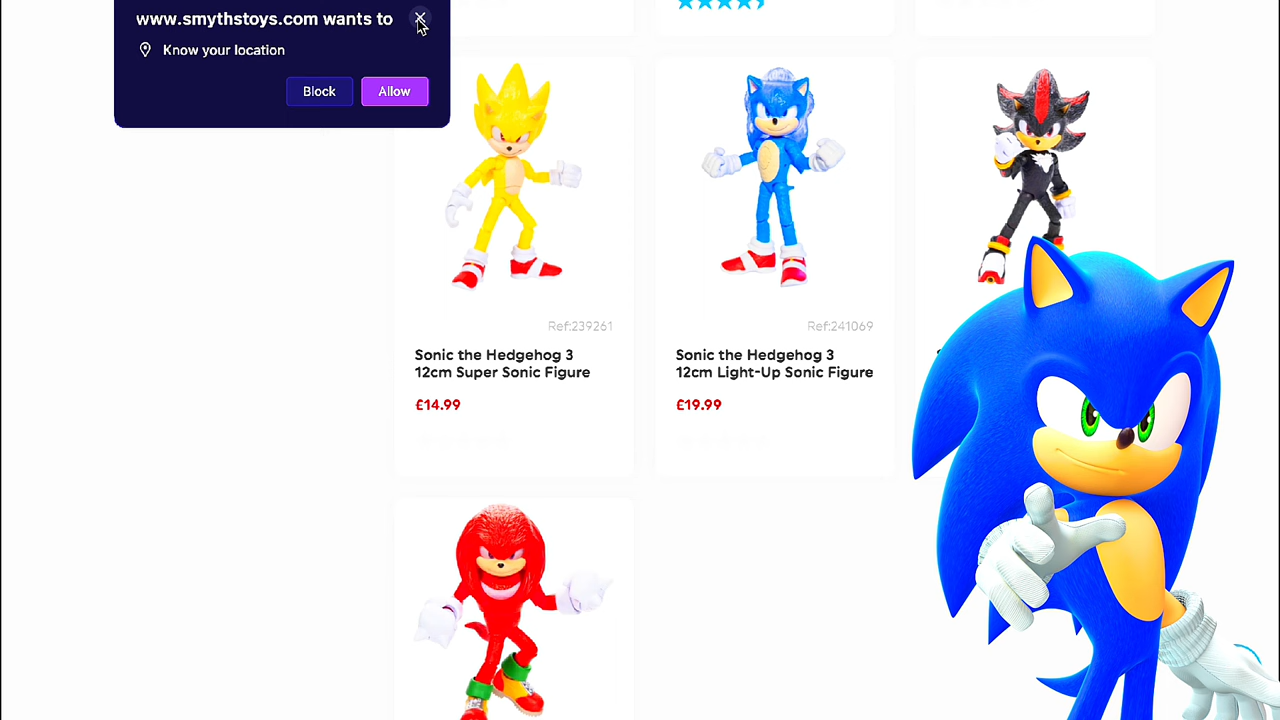 www.smythstoys.com wants to
Know your location
Block
Allow
Ref:239261
Ref:241069
Sonic the Hedgehog 3
12cm Super Sonic Figure
Sonic the Hedgehog 3
12cm Light-Up Sonic Figure
£14.99
£19.99